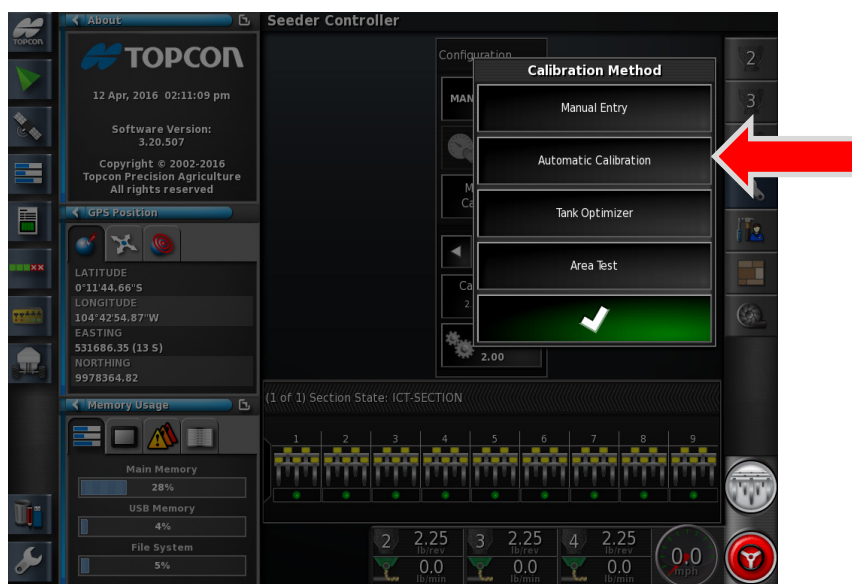 TOPCON
About
TOPCON
12 Apr, 2016 02:11:09 pm
Software Version:
3.20.507
Copyright © 2002-2016
Topcon Precision Agriculture
All rights reserved
GPS Position
LATITUDE
0°11'44.66"S
LONGITUDE
104°42'54.87"W
EASTING
531686.35 (13 S)
NORTHING
9978364.82
Memory Usage
Main Memory
28%
USB Memory
4%
File System
5%
Seeder Controller
Configuration
MAN
M
Ca
Ca
2.
2.00
Calibration Method
Manual Entry
Automatic Calibration
Tank Optimizer
Area Test
2
3
(1 of 1) Section State: ICT-SECTION
1 2 3 4 5 6 7 8 9
2 2.25 lb/rev 3 2.25 lb/rev 4 2.25 lb/rev
0.0 lb/min 0.0 lb/min 0.0 lb/min
0.0
mph